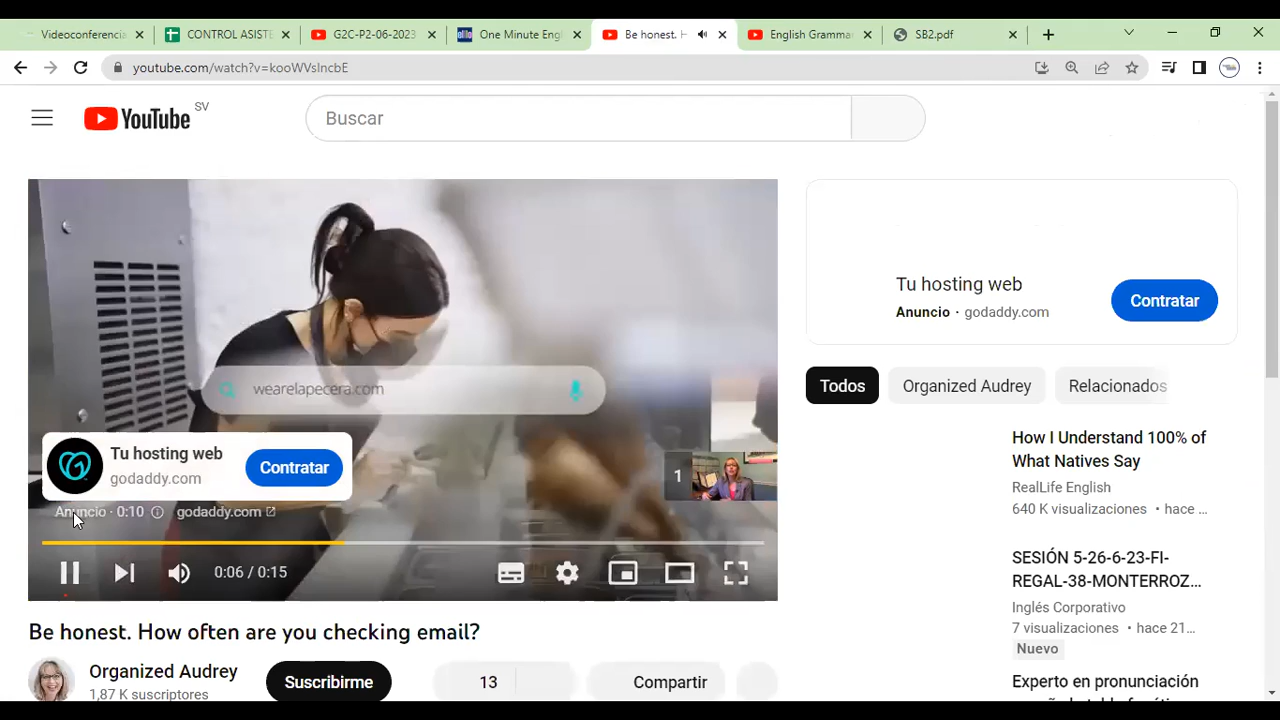 Videoconferencia
CONTROL ASISTE
G2C-P2-06-2023
One Minute Eng
Be honest. H
English Grammar
SB2.pdf
youtube.com/watch?v=kooWVsIncbE
YouTube SV
Buscar
wearelapecera.com
Tu hosting web
godaddy.com
Contratar
1
Anuncio · 0:10
godaddy.com
0:06 / 0:15
Be honest. How often are you checking email?
Organized Audrey
1,87 K suscriptores
Suscribirme
13
Compartir
Tu hosting web
Anuncio · godaddy.com
Contratar
Todos
Organized Audrey
Relacionados
How I Understand 100% of
What Natives Say
RealLife English
640 K visualizaciones • hace ...
SESIÓN 5-26-6-23-FI-
REGAL-38-MONTERROZ...
Inglés Corporativo
7 visualizaciones • hace 21...
Nuevo
Experto en pronunciación